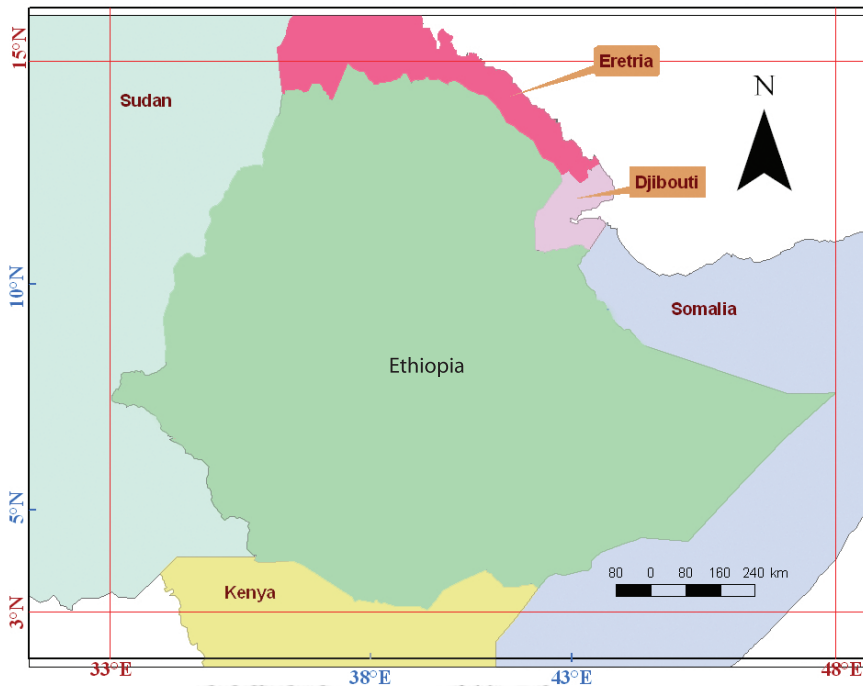 15°N
Eretria
Sudan
N
Djibouti
10°N
Somalia
Ethiopia
5°N
80 0 80 160 240 km
Kenya
3°N
33°E 38°E 43°E 48°E